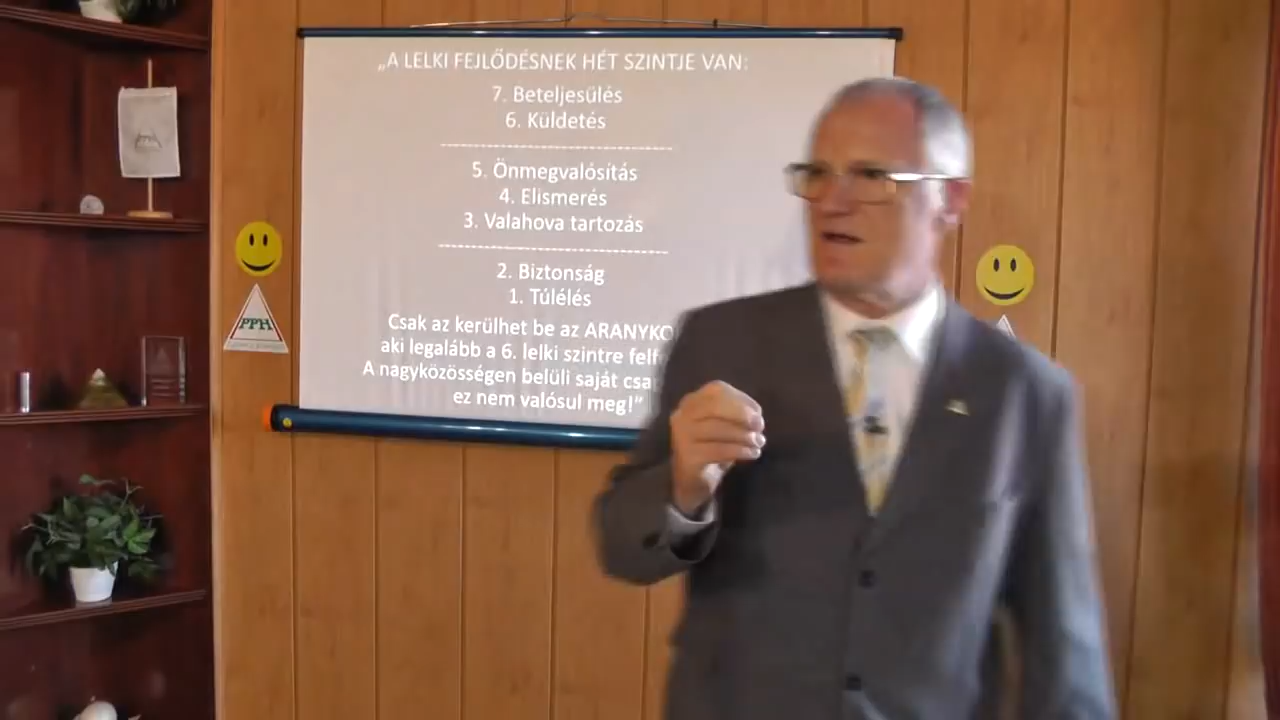 „A LELKI FEJLŐDÉSNEK HÉT SZINTJE VAN:
7. Beteljesülés
6. Küldetés
5. Önmegvalósítás
4. Elismerés
3. Valahova tartozás
2. Biztonság
1. Túlélés
Csak az kerülhet be az ARANYKO
aki legalább a 6. lelki szintre
A nagyközösségen belüli saját
ez nem valósul meg!”
PPH